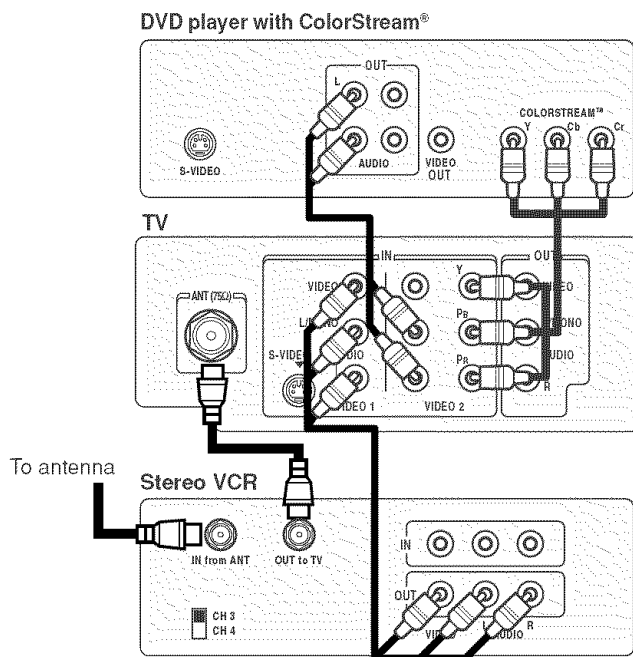 DVD player with ColorStream®
OUT
L
COLORSTREAM™
Y Cb Cr
S-VIDEO
AUDIO
VIDEO
OUT
TV
IN
OUT
ANT (75Ω)
VIDEO
Y
L/MONO
PB
S-VIDEO
PR
R
VIDEO 1
VIDEO 2
To antenna
Stereo VCR
IN from ANT
OUT to TV
IN
OUT
L
R
CH 3
CH 4